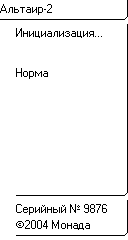 Альтаир-2
Инициализация...
Норма
Серийный № 9876
©2004 Монада